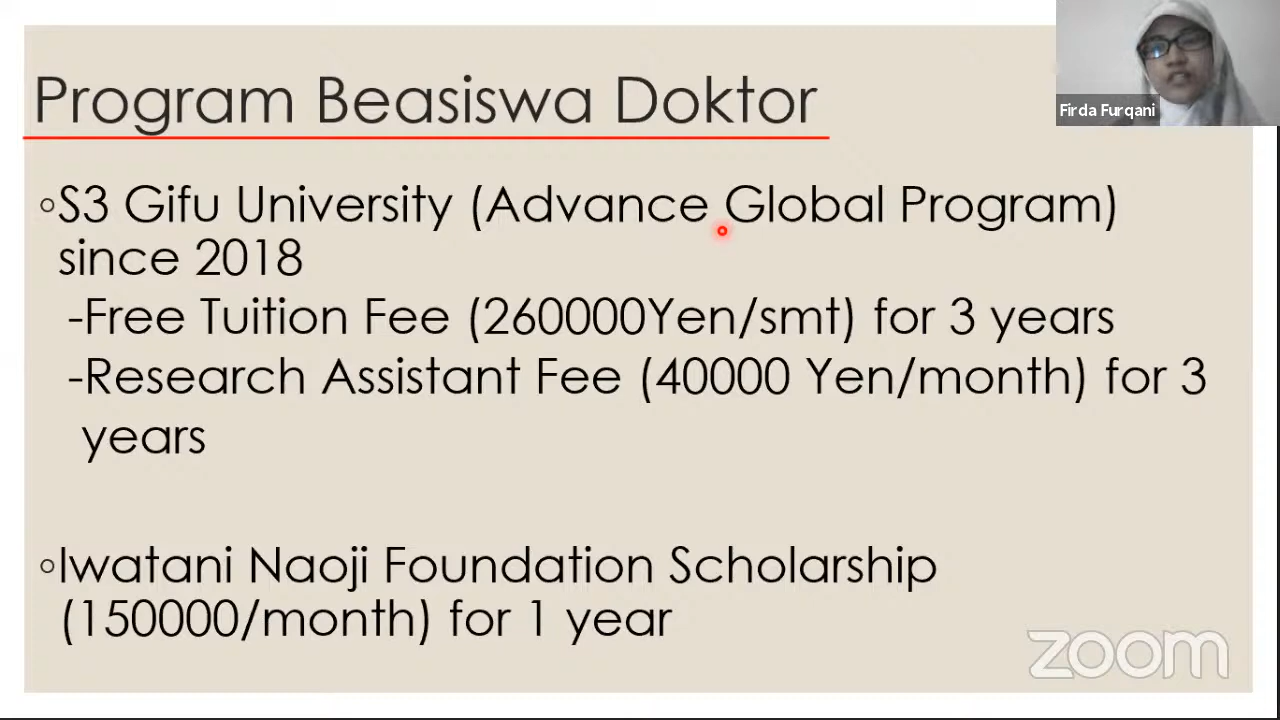 Program Beasiswa Doktor
Firda Furqani
◦S3 Gifu University (Advance Global Program)
since 2018
-Free Tuition Fee (260000Yen/smt) for 3 years
-Research Assistant Fee (40000 Yen/month) for 3
years
◦Iwatani Naoji Foundation Scholarship
(150000/month) for 1 year
zoom